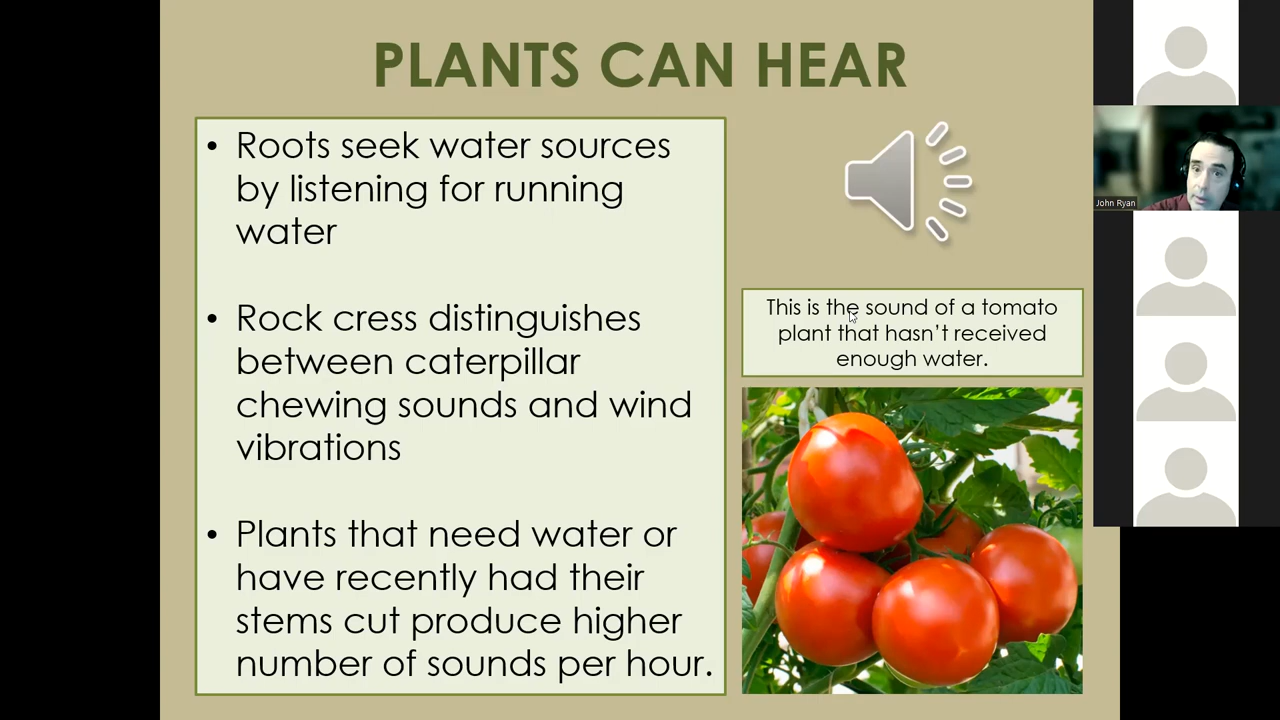 PLANTS CAN HEAR
• Roots seek water sources
by listening for running
water
• Rock cress distinguishes
between caterpillar
chewing sounds and wind
vibrations
• Plants that need water or
have recently had their
stems cut produce higher
number of sounds per hour.
This is the sound of a tomato
plant that hasn’t received
enough water.
John Ryan